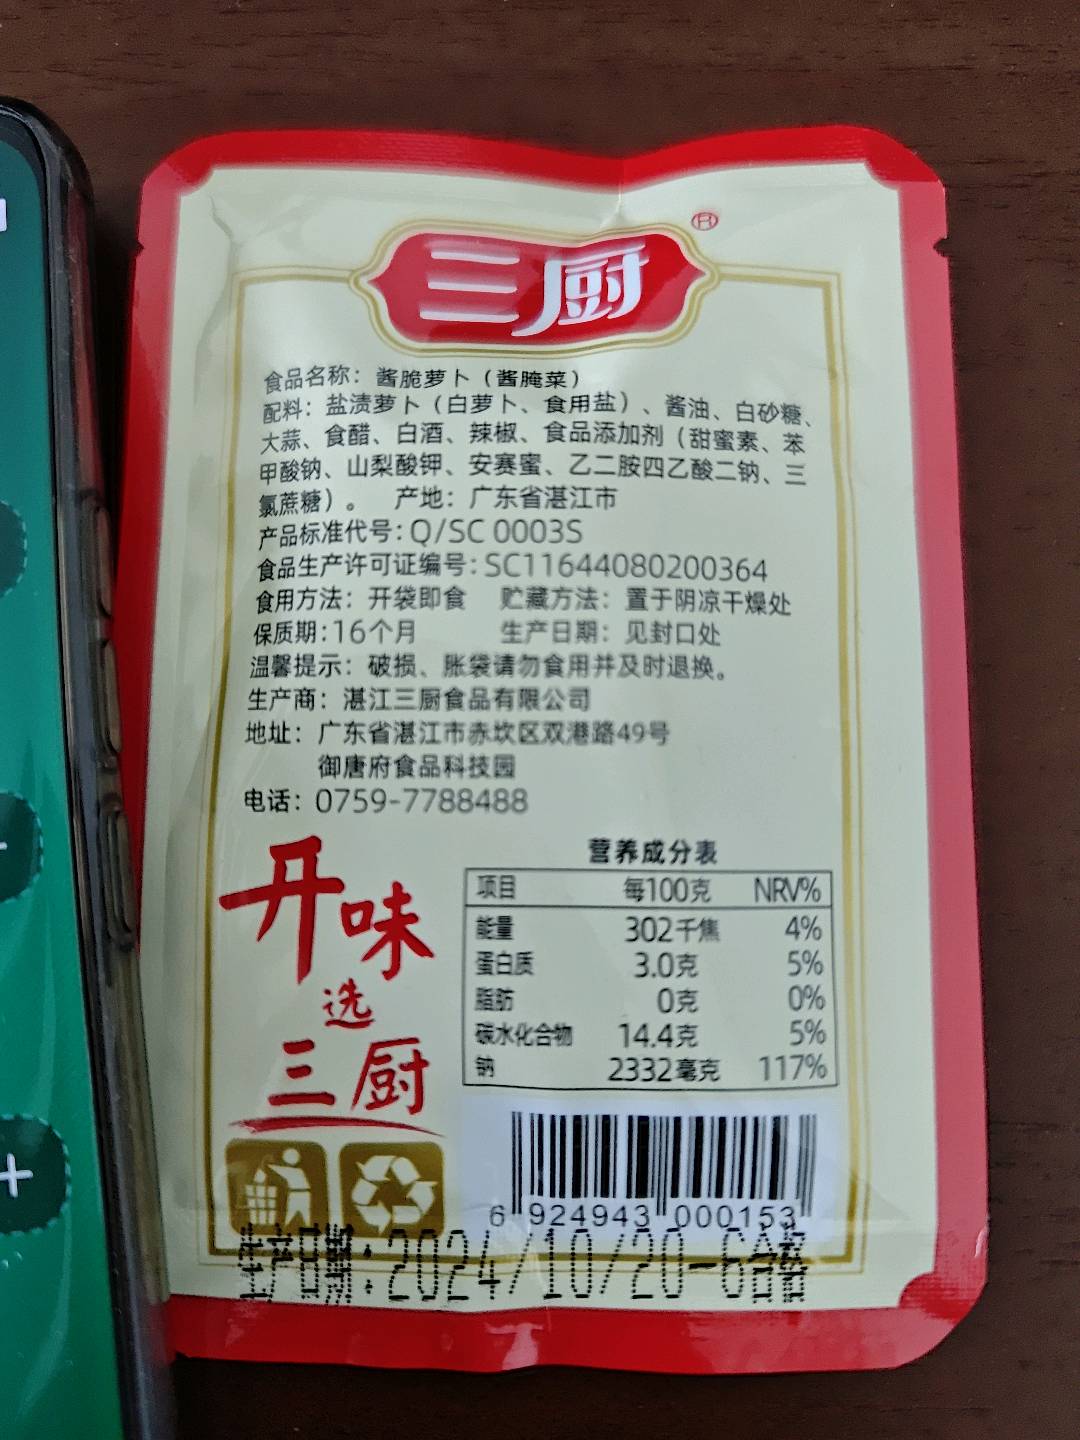 三厨®
食品名称：酱脆萝卜（酱腌菜）
配料：盐渍萝卜（白萝卜、食用盐）、酱油、白砂糖、
大蒜、食醋、白酒、辣椒、食品添加剂（甜蜜素、苯
甲酸钠、山梨酸钾、安赛蜜、乙二胺四乙酸二钠、三
氯蔗糖）。 产地：广东省湛江市
产品标准代号：Q/SC 0003S
食品生产许可证编号：SC11644080200364
食用方法：开袋即食 贮藏方法：置于阴凉干燥处
保质期：16个月 生产日期：见封口处
温馨提示：破损、胀袋请勿食用并及时退换。
生产商：湛江三厨食品有限公司
地址：广东省湛江市赤坎区双港路49号
御唐府食品科技园
电话：0759-7788488
开味
选
三厨
营养成分表
项目 每100克 NRV%
能量 302千焦 4%
蛋白质 3.0克 5%
脂肪 0克 0%
碳水化合物 14.4克 5%
钠 2332毫克 117%
6 924943 000153
生产日期：2024/10/20-6合格